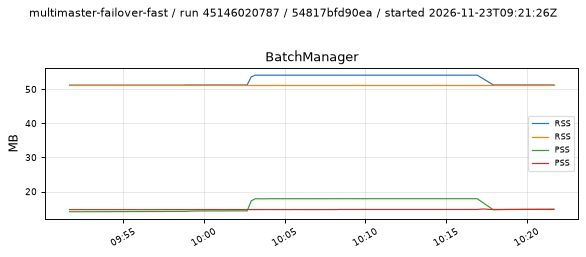 multimaster-failover-fast / run 45146020787 / 54817bfd90ea / started 2026-11-23T09:21:26Z
BatchManager
MB
50
40
30
20
RSS
RSS
PSS
PSS
09:55
10:00
10:05
10:10
10:15
10:20